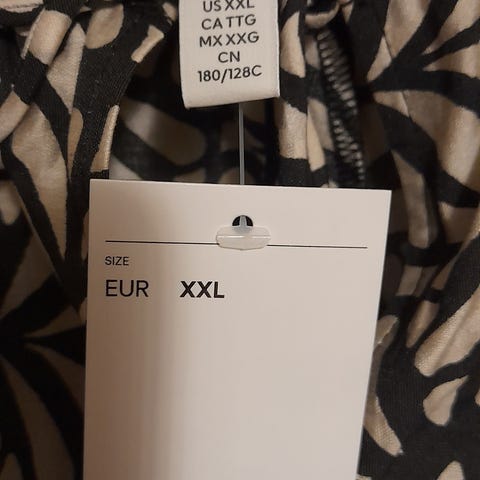 US XXL
CA TTG
MX XXG
CN
180/128C
SIZE
EUR XXL